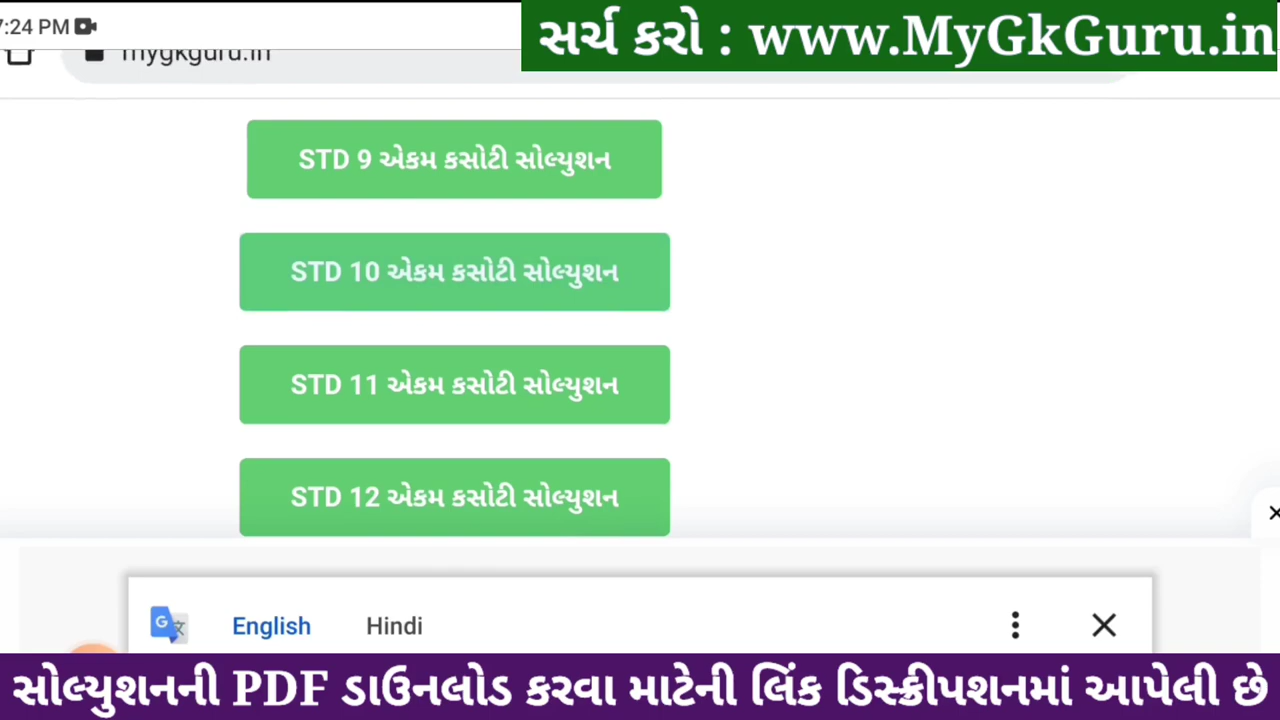 7:24 PM
સર્ચ કરો : www.MyGkGuru.in
mygkguru.in
STD 9 એકમ કસોટી સોલ્યુશન
STD 10 એકમ કસોટી સોલ્યુશન
STD 11 એકમ કસોટી સોલ્યુશન
STD 12 એકમ કસોટી સોલ્યુશન
English Hindi
સોલ્યુશનની PDF ડાઉનલોડ કરવા માટેની લિંક ડિસ્ક્રીપશનમાં આપેલી છે